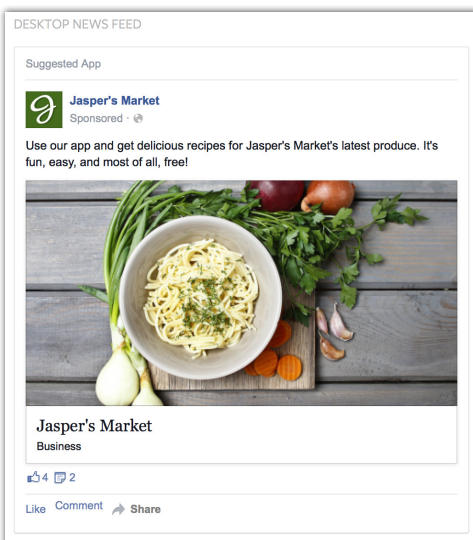 DESKTOP NEWS FEED
Suggested App
Jasper's Market
Sponsored ·
Use our app and get delicious recipes for Jasper's Market's latest produce. It's
fun, easy, and most of all, free!
Jasper's Market
Business
4 2
Like Comment Share